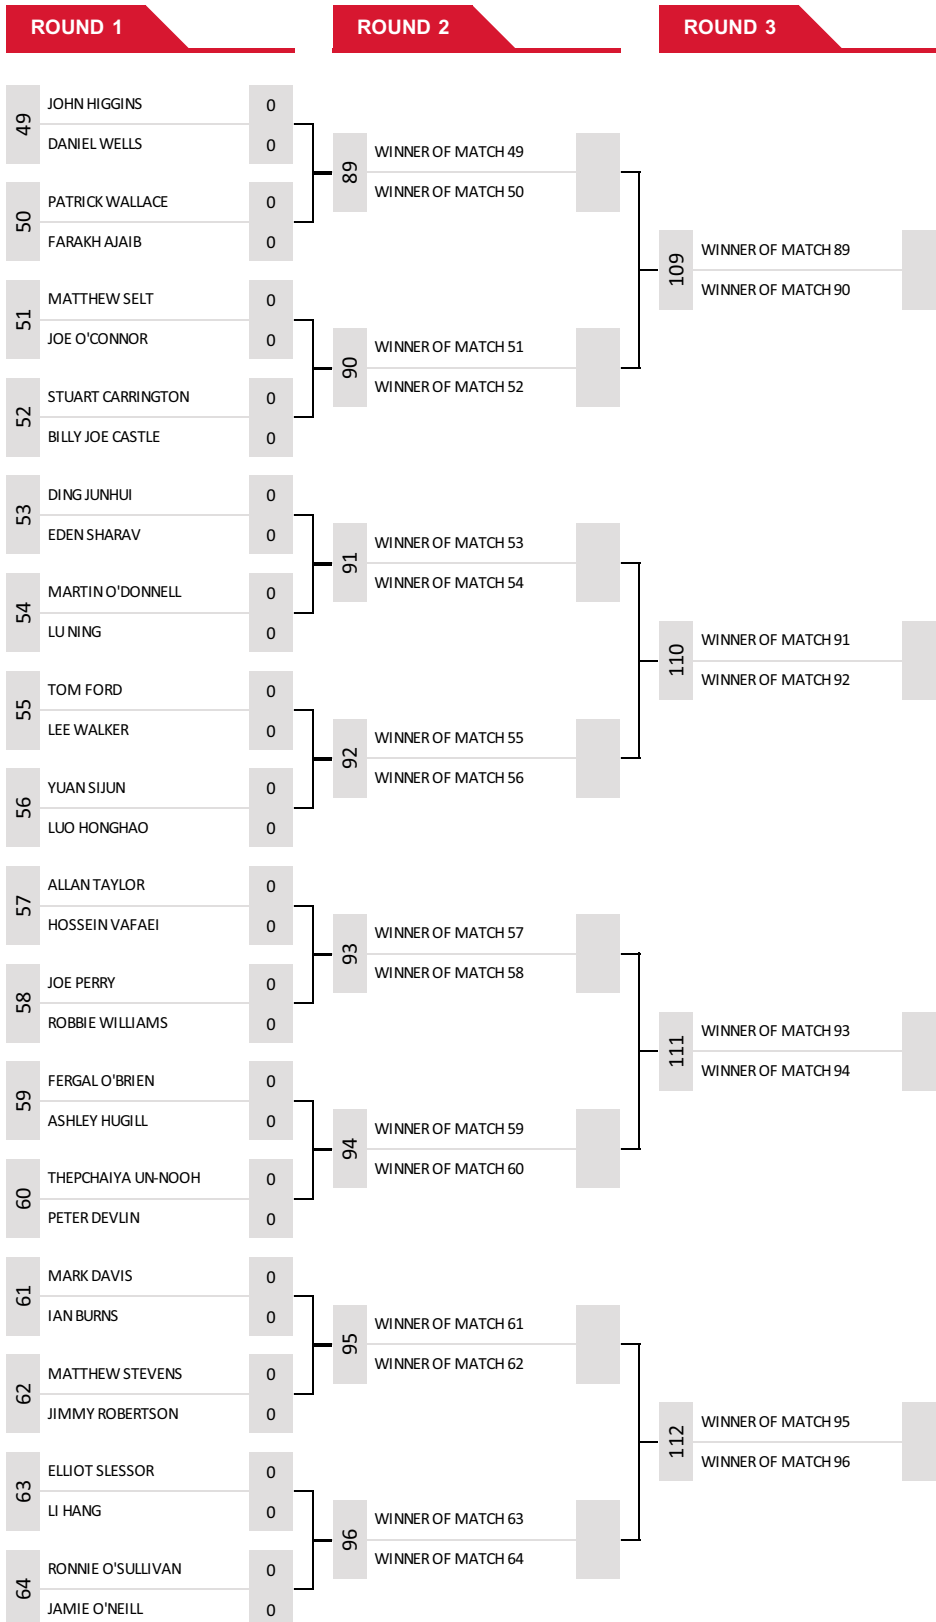 ROUND 1
ROUND 2
ROUND 3
49
JOHN HIGGINS 0
DANIEL WELLS 0
50
PATRICK WALLACE 0
FARAKH AJAIB 0
51
MATTHEW SELT 0
JOE O'CONNOR 0
52
STUART CARRINGTON 0
BILLY JOE CASTLE 0
53
DING JUNHUI 0
EDEN SHARAV 0
54
MARTIN O'DONNELL 0
LU NING 0
55
TOM FORD 0
LEE WALKER 0
56
YUAN SIJUN 0
LUO HONGHAO 0
57
ALLAN TAYLOR 0
HOSSEIN VAFAEI 0
58
JOE PERRY 0
ROBBIE WILLIAMS 0
59
FERGAL O'BRIEN 0
ASHLEY HUGILL 0
60
THEPCHAIYA UN-NOOH 0
PETER DEVLIN 0
61
MARK DAVIS 0
IAN BURNS 0
62
MATTHEW STEVENS 0
JIMMY ROBERTSON 0
63
ELLIOT SLESSOR 0
LI HANG 0
64
RONNIE O'SULLIVAN 0
JAMIE O'NEILL 0
89
WINNER OF MATCH 49
WINNER OF MATCH 50
90
WINNER OF MATCH 51
WINNER OF MATCH 52
91
WINNER OF MATCH 53
WINNER OF MATCH 54
92
WINNER OF MATCH 55
WINNER OF MATCH 56
93
WINNER OF MATCH 57
WINNER OF MATCH 58
94
WINNER OF MATCH 59
WINNER OF MATCH 60
95
WINNER OF MATCH 61
WINNER OF MATCH 62
96
WINNER OF MATCH 63
WINNER OF MATCH 64
109
WINNER OF MATCH 89
WINNER OF MATCH 90
110
WINNER OF MATCH 91
WINNER OF MATCH 92
111
WINNER OF MATCH 93
WINNER OF MATCH 94
112
WINNER OF MATCH 95
WINNER OF MATCH 96